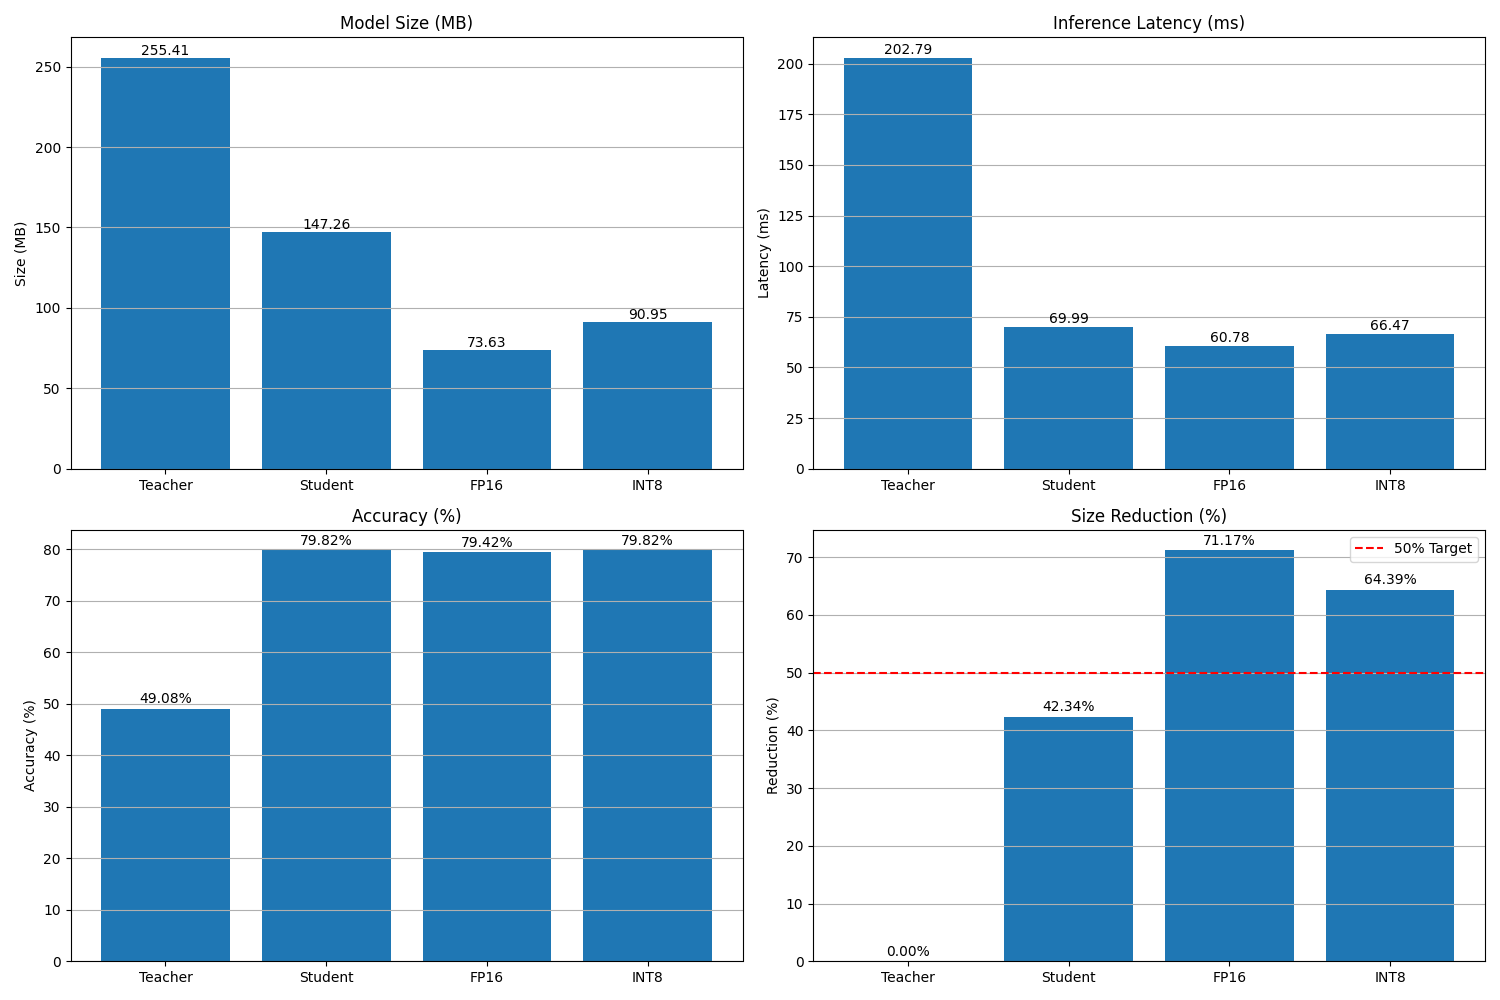 Model Size (MB)
Size (MB)
250
200
150
100
50
0
255.41
147.26
73.63
90.95
Teacher
Student
FP16
INT8
Inference Latency (ms)
Latency (ms)
200
175
150
125
100
75
50
25
0
202.79
69.99
60.78
66.47
Teacher
Student
FP16
INT8
Accuracy (%)
Accuracy (%)
80
70
60
50
40
30
20
10
0
49.08%
79.82%
79.42%
79.82%
Teacher
Student
FP16
INT8
Size Reduction (%)
Reduction (%)
70
60
50
40
30
20
10
0
50% Target
0.00%
42.34%
71.17%
64.39%
Teacher
Student
FP16
INT8